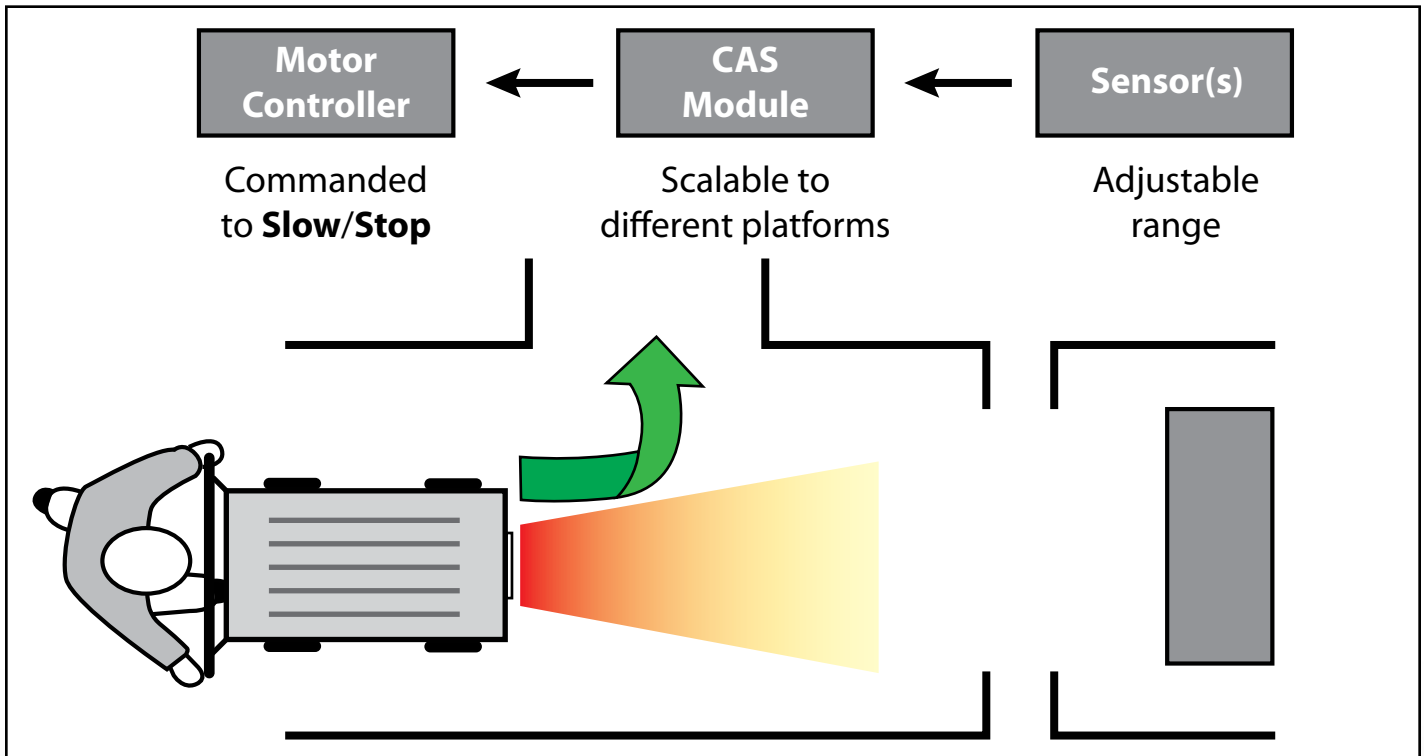 Motor
Controller
CAS
Module
Sensor(s)
Commanded
to Slow/Stop
Scalable to
different platforms
Adjustable
range